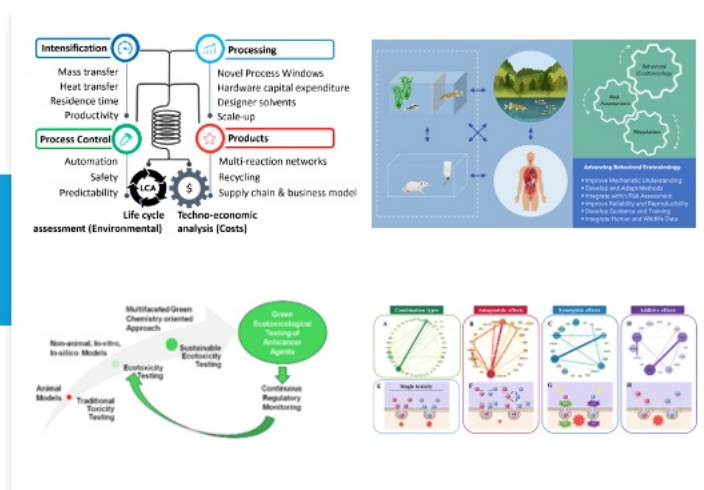 Intensification
Processing
Mass transfer
Heat transfer
Residence time
Productivity
Novel Process Windows
Hardware capital expenditure
Designer solvents
Scale-up
Process Control
Products
Automation
Safety
Predictability
Multi-reaction networks
Recycling
Supply chain & business model
LCA
$
Life cycle
assessment (Environmental)
Techno-economic
analysis (Costs)
Behavioral
(Eco)toxicology
Risk
Assessment
Regulation
Advancing Behavioral Ecotoxicology
• Improve Mechanistic Understanding
• Develop and Adapt Methods
• Integrate within Risk Assessment
• Improve Reliability and Reproducibility
• Develop Guidance and Training
• Integrate Human and Wildlife Data
Multifaceted Green
Chemistry oriented
Approach
Non-animal, In-vitro,
In-silico Models
Sustainable
Ecotoxicity
Testing
Ecotoxicity
Testing
Animal
Models
Traditional
Toxicity
Testing
Green
Ecotoxicological
Testing of
Anticancer
Agents
Continuous
Regulatory
Monitoring
Combination types
Antagonistic effects
Synergistic effects
Additive effects
A
B
C
D
E
Single toxicity
F
G
H